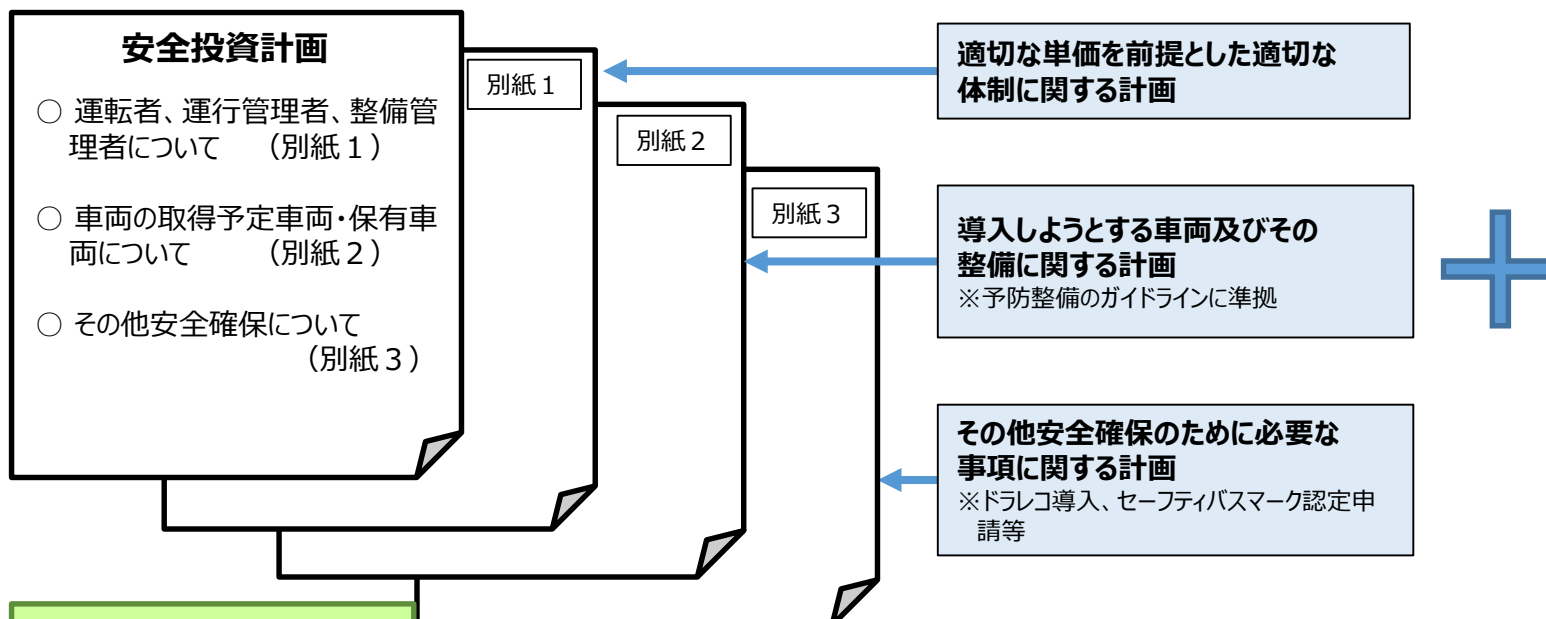 安全投資計画
○ 運転者、運行管理者、整備管
理者について （別紙１）
○ 車両の取得予定車両・保有車
両について （別紙２）
○ その他安全確保について
（別紙３）
別紙１
別紙２
別紙３
適切な単価を前提とした適切な
体制に関する計画
導入しようとする車両及びその
整備に関する計画
※予防整備のガイドラインに準拠
その他安全確保のために必要な
事項に関する計画
※ドラレコ導入、セーフティバスマーク認定申
請等